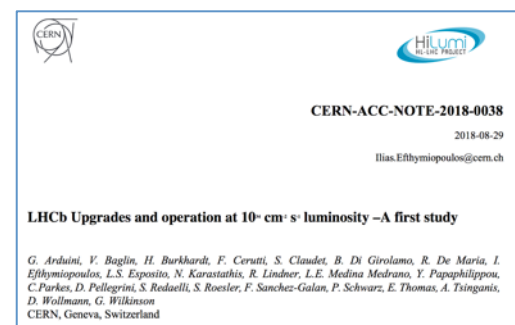 CERN
HiLumi
HL-LHC PROJECT
CERN-ACC-NOTE-2018-0038
2018-08-29
Ilias.Efthymiopoulos@cern.ch
LHCb Upgrades and operation at 10 cm s luminosity –A first study
G. Arduini, V. Baglin, H. Burkhardt, F. Cerutti, S. Claudet, B. Di Girolamo, R. De Maria, I.
Efthymiopoulos, L.S. Esposito, N. Karastathis, R. Lindner, L.E. Medina Medrano, Y. Papaphilippou,
C.Parkes, D. Pellegrini, S. Redaelli, S. Roesler, F. Sanchez-Galan, P. Schwarz, E. Thomas, A. Tsinganis,
D. Wollmann, G. Wilkinson
CERN, Geneva, Switzerland